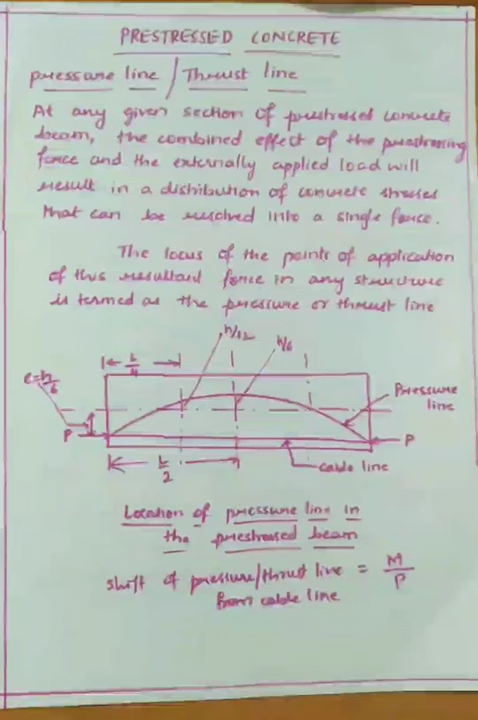 PRESTRESSED CONCRETE
pressure line / Thrust line
At any given section of prestressed concrete
beam, the combined effect of the prestressing
force and the externally applied load will
result in a distribution of concrete stresses
that can be resolved into a single force.
The locus of the points of application
of this resultant force in any structure
is termed as the pressure or thrust line
h/12
h/6
L/4
e=h/6
Pressure
line
P
P
L/2
cable line
Location of pressure line in
the prestressed beam
shift of pressure/thrust line = M/P
from cable line